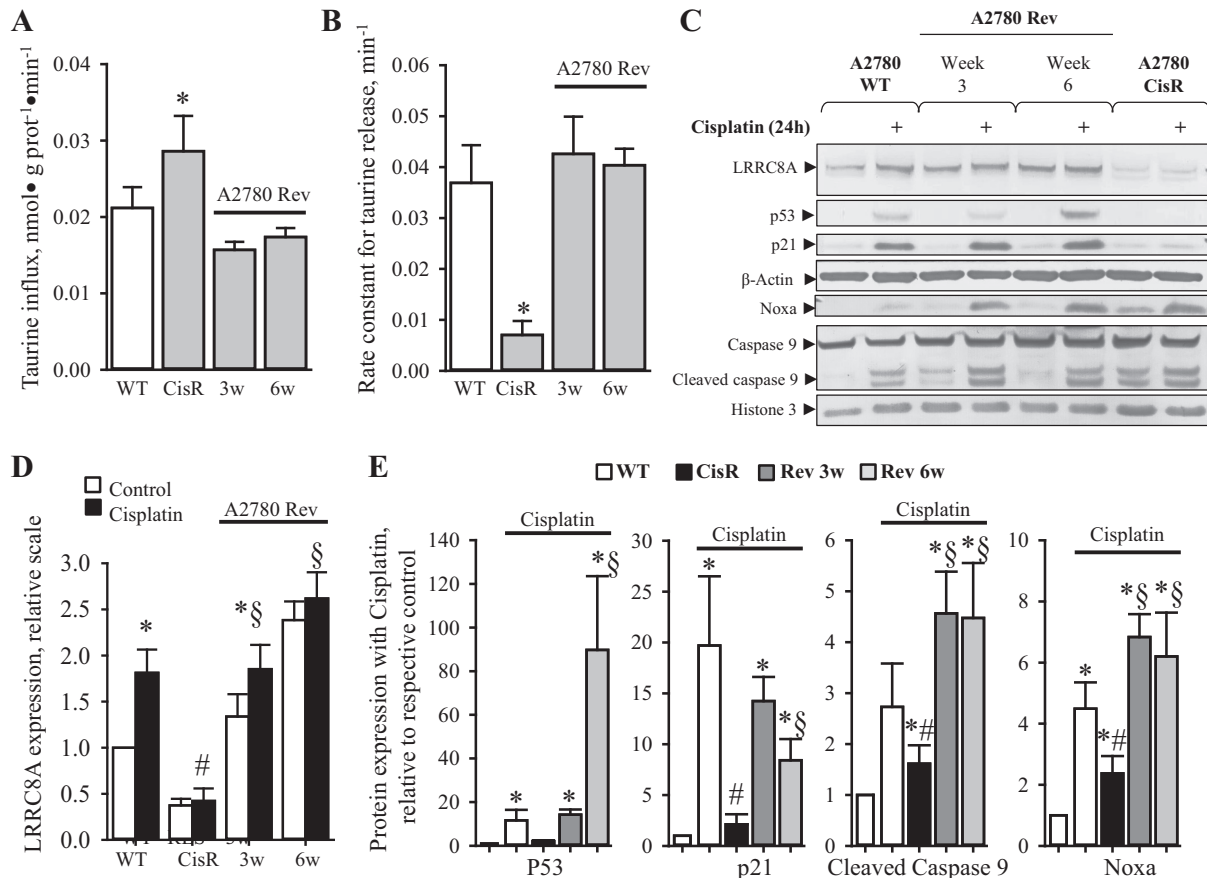 A
Taurine influx, nmol● g prot⁻¹●min⁻¹
0.04
0.03
0.02
0.01
0.00
*
A2780 Rev
WT CisR 3w 6w
B
Rate constant for taurine release, min⁻¹
0.06
0.05
0.04
0.03
0.02
0.01
0.00
A2780 Rev
*
WT CisR 3w 6w
C
A2780 Rev
A2780 WT
Week 3
Week 6
A2780 CisR
Cisplatin (24h) + + + +
LRRC8A
p53
p21
β-Actin
Noxa
Caspase 9
Cleaved caspase 9
Histone 3
D
Control
Cisplatin
A2780 Rev
LRRC8A expression, relative scale
3.0
2.5
2.0
1.5
1.0
0.5
0.0
* # *§ §
WT CisR 3w 6w
E
WT CisR Rev 3w Rev 6w
Protein expression with Cisplatin,
relative to respective control
Cisplatin
140
120
100
80
60
40
20
0
* * *§
P53
Cisplatin
30
25
20
15
10
5
0
* # * *§
p21
Cisplatin
7
6
5
4
3
2
1
0
*# *§ *§
Cleaved Caspase 9
Cisplatin
10
8
6
4
2
0
* *# *§ *§
Noxa